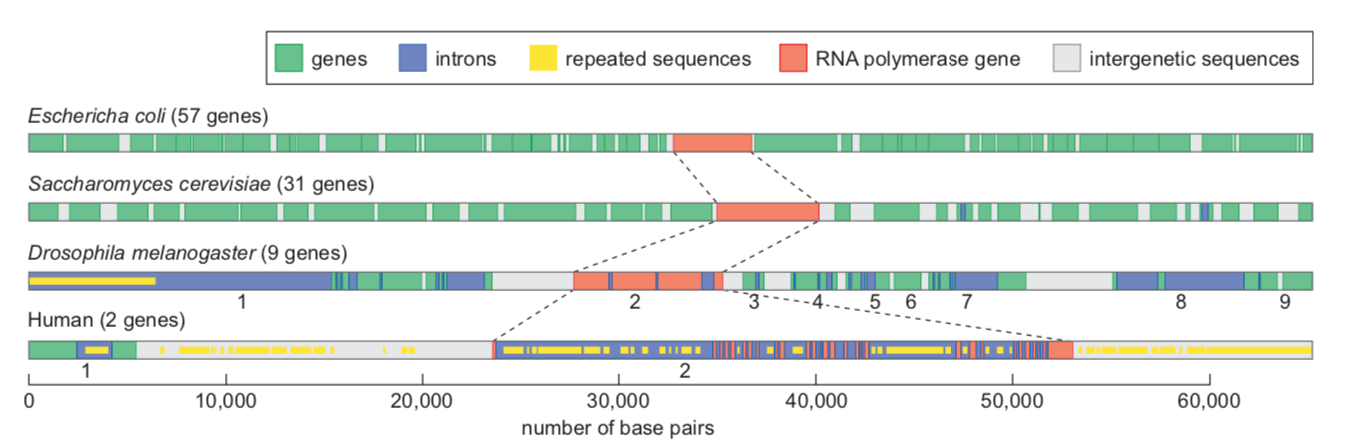 genes introns repeated sequences RNA polymerase gene intergenetic sequences
Eschericha coli (57 genes)
Saccharomyces cerevisiae (31 genes)
Drosophila melanogaster (9 genes)
1 2 3 4 5 6 7 8 9
Human (2 genes)
1 2
0 10,000 20,000 30,000 40,000 50,000 60,000
number of base pairs